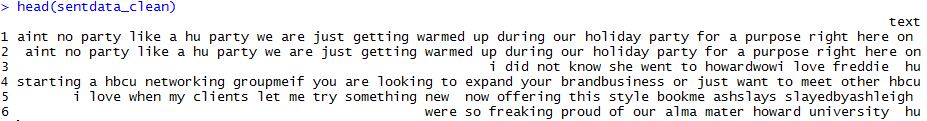 > head(sentdata_clean)
text
1 aint no party like a hu party we are just getting warmed up during our holiday party for a purpose right here on
2 aint no party like a hu party we are just getting warmed up during our holiday party for a purpose right here on
3 i did not know she went to howardwowi love freddie hu
4 starting a hbcu networking groupmeif you are looking to expand your brandbusiness or just want to meet other hbcu
5 i love when my clients let me try something new now offering this style bookme ashslays slayedbyashleigh
6 were so freaking proud of our alma mater howard university hu